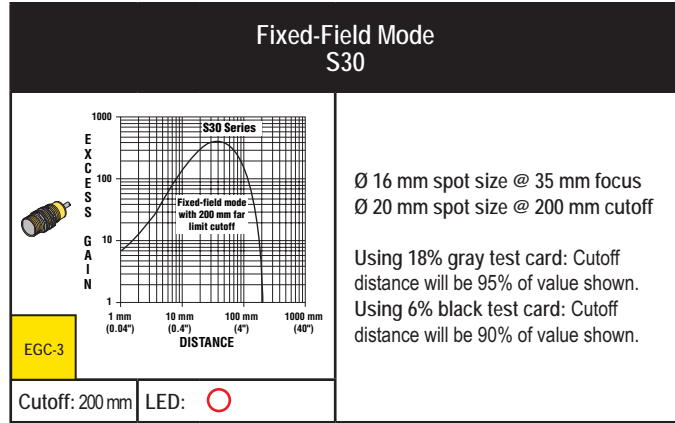 Fixed-Field Mode
S30
1000
100
10
1
EXCESS GAIN
S30 Series
Fixed-field mode
with 200 mm far
limit cutoff
1 mm
(0.04")
10 mm
(0.4")
100 mm
(4")
1000 mm
(40")
DISTANCE
EGC-3
Ø 16 mm spot size @ 35 mm focus
Ø 20 mm spot size @ 200 mm cutoff
Using 18% gray test card: Cutoff
distance will be 95% of value shown.
Using 6% black test card: Cutoff
distance will be 90% of value shown.
Cutoff: 200 mm
LED: